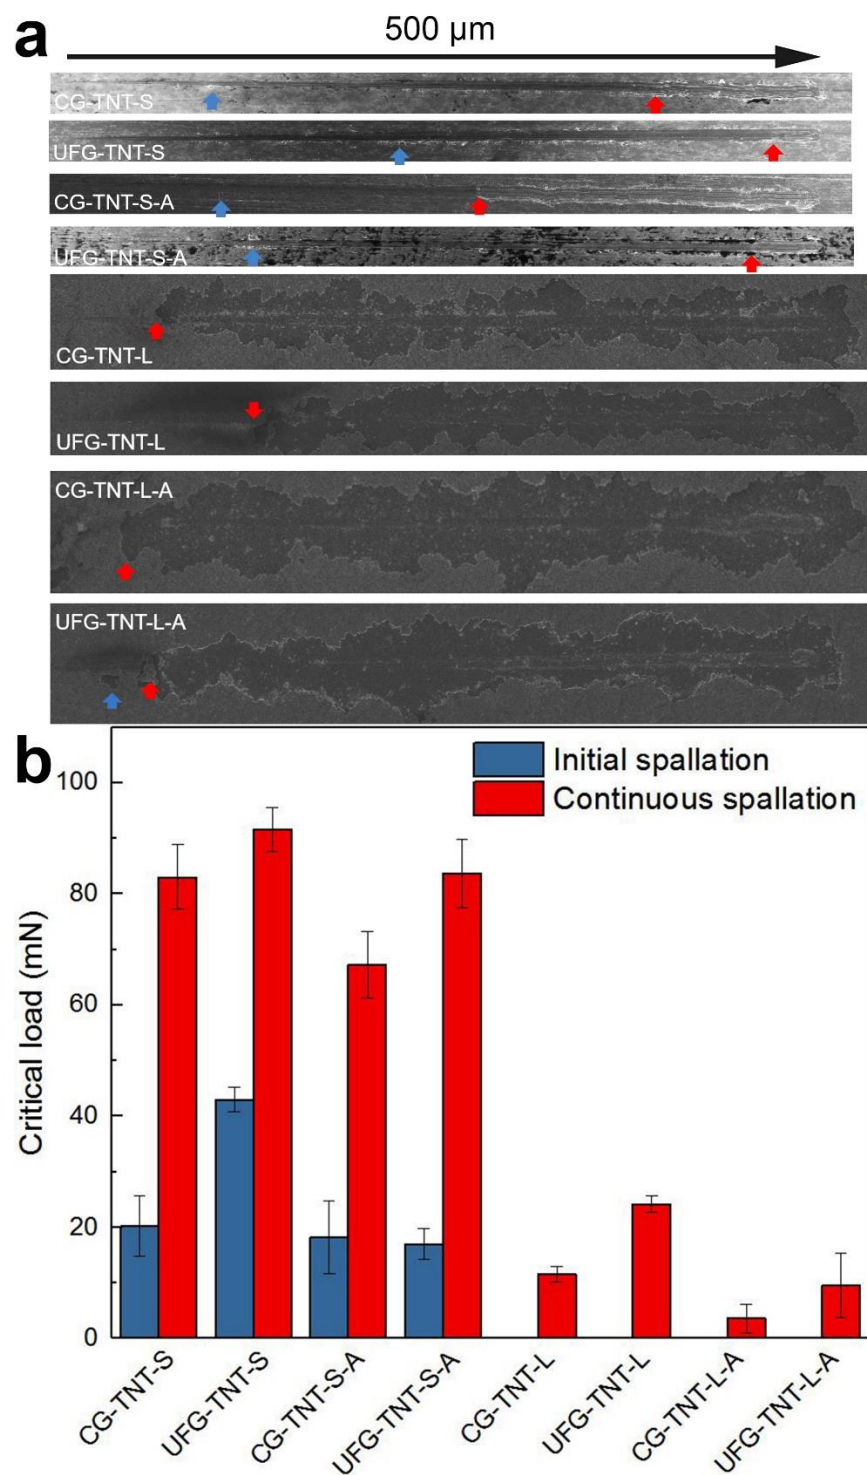 a
500 µm
CG-TNT-S
UFG-TNT-S
CG-TNT-S-A
UFG-TNT-S-A
CG-TNT-L
UFG-TNT-L
CG-TNT-L-A
UFG-TNT-L-A
b
Initial spallation
Continuous spallation
Critical load (mN)
100
80
60
40
20
0
CG-TNT-S
UFG-TNT-S
CG-TNT-S-A
UFG-TNT-S-A
CG-TNT-L
UFG-TNT-L
CG-TNT-L-A
UFG-TNT-L-A